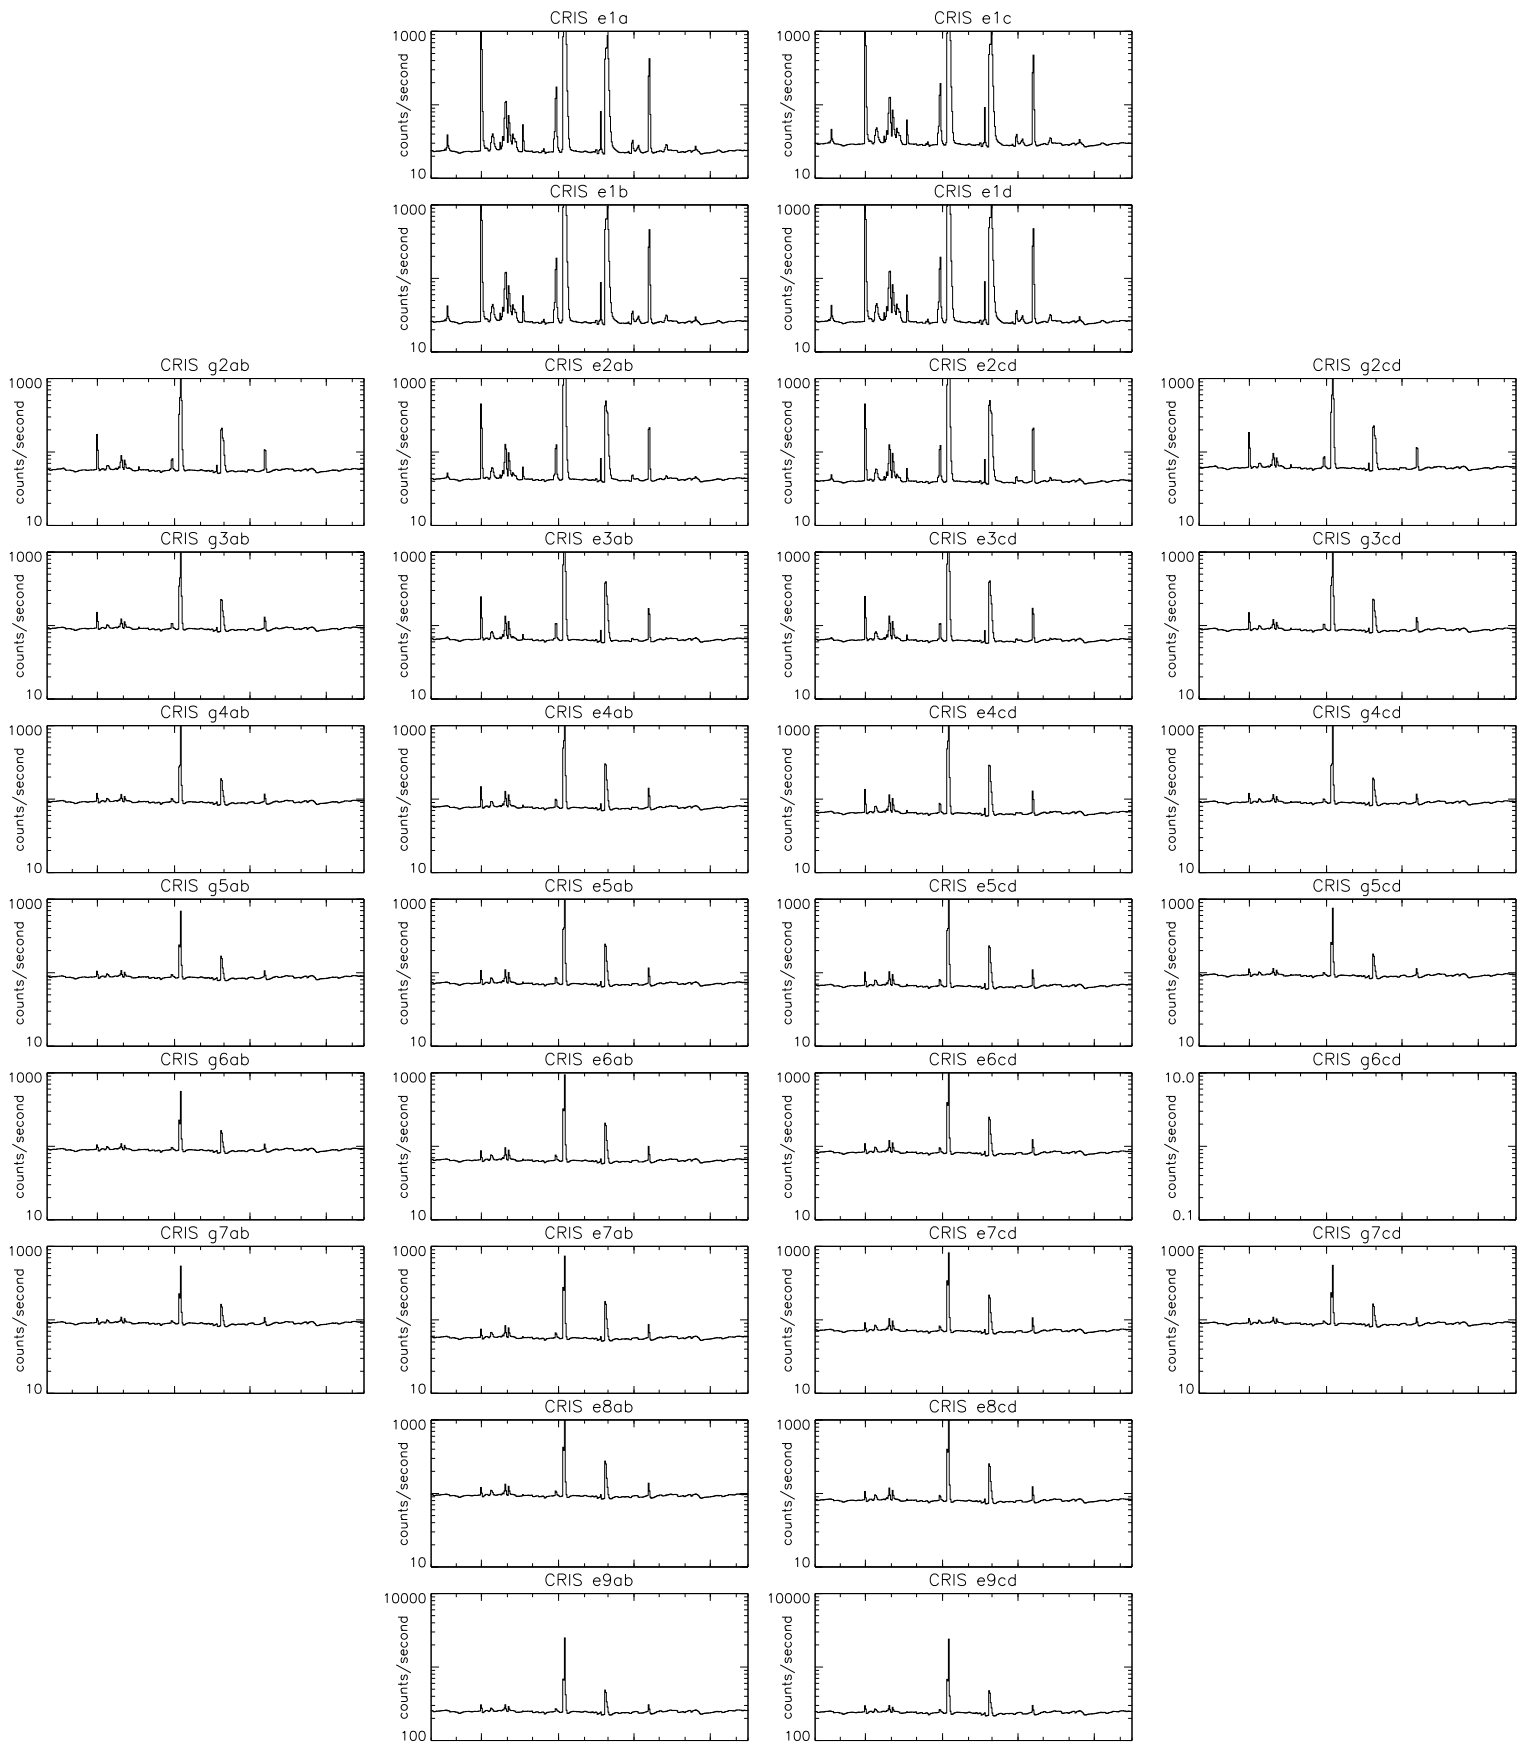 CRIS e1a
CRIS e1c
1000
counts/second
10
1000
counts/second
10
CRIS e1b
CRIS e1d
1000
counts/second
10
1000
counts/second
10
CRIS g2ab
CRIS e2ab
CRIS e2cd
CRIS g2cd
1000
counts/second
10
1000
counts/second
10
1000
counts/second
10
1000
counts/second
10
CRIS g3ab
CRIS e3ab
CRIS e3cd
CRIS g3cd
1000
counts/second
10
1000
counts/second
10
1000
counts/second
10
1000
counts/second
10
CRIS g4ab
CRIS e4ab
CRIS e4cd
CRIS g4cd
1000
counts/second
10
1000
counts/second
10
1000
counts/second
10
1000
counts/second
10
CRIS g5ab
CRIS e5ab
CRIS e5cd
CRIS g5cd
1000
counts/second
10
1000
counts/second
10
1000
counts/second
10
1000
counts/second
10
CRIS g6ab
CRIS e6ab
CRIS e6cd
CRIS g6cd
1000
counts/second
10
1000
counts/second
10
1000
counts/second
10
10.0
counts/second
0.1
CRIS g7ab
CRIS e7ab
CRIS e7cd
CRIS g7cd
1000
counts/second
10
1000
counts/second
10
1000
counts/second
10
1000
counts/second
10
CRIS e8ab
CRIS e8cd
1000
counts/second
10
1000
counts/second
10
CRIS e9ab
CRIS e9cd
10000
counts/second
100
10000
counts/second
100